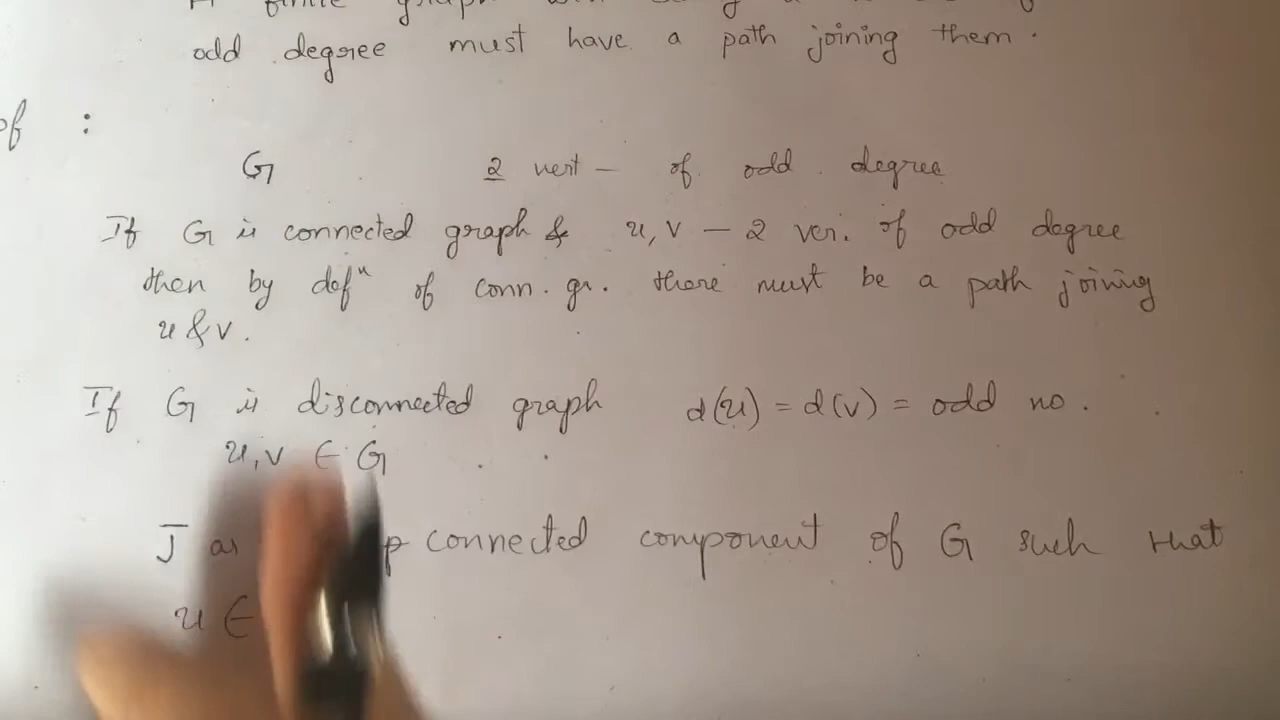 odd degree must have a path joining them.
of :
G 2 vert - of odd degree
If G is connected graph & u, v - 2 ver. of odd degree
then by defⁿ of conn. gr. there must be a path joining
u & v.
If G is disconnected graph d(u) = d(v) = odd no.
u, v ∈ G
J as connected component of G such that
u ∈